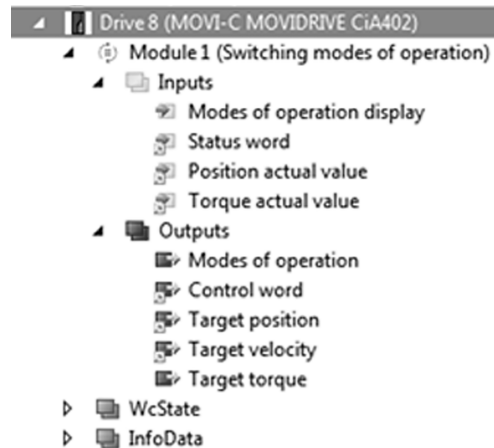 Drive 8 (MOVI-C MOVIDRIVE CiA402)
Module 1 (Switching modes of operation)
Inputs
Modes of operation display
Status word
Position actual value
Torque actual value
Outputs
Modes of operation
Control word
Target position
Target velocity
Target torque
WcState
InfoData